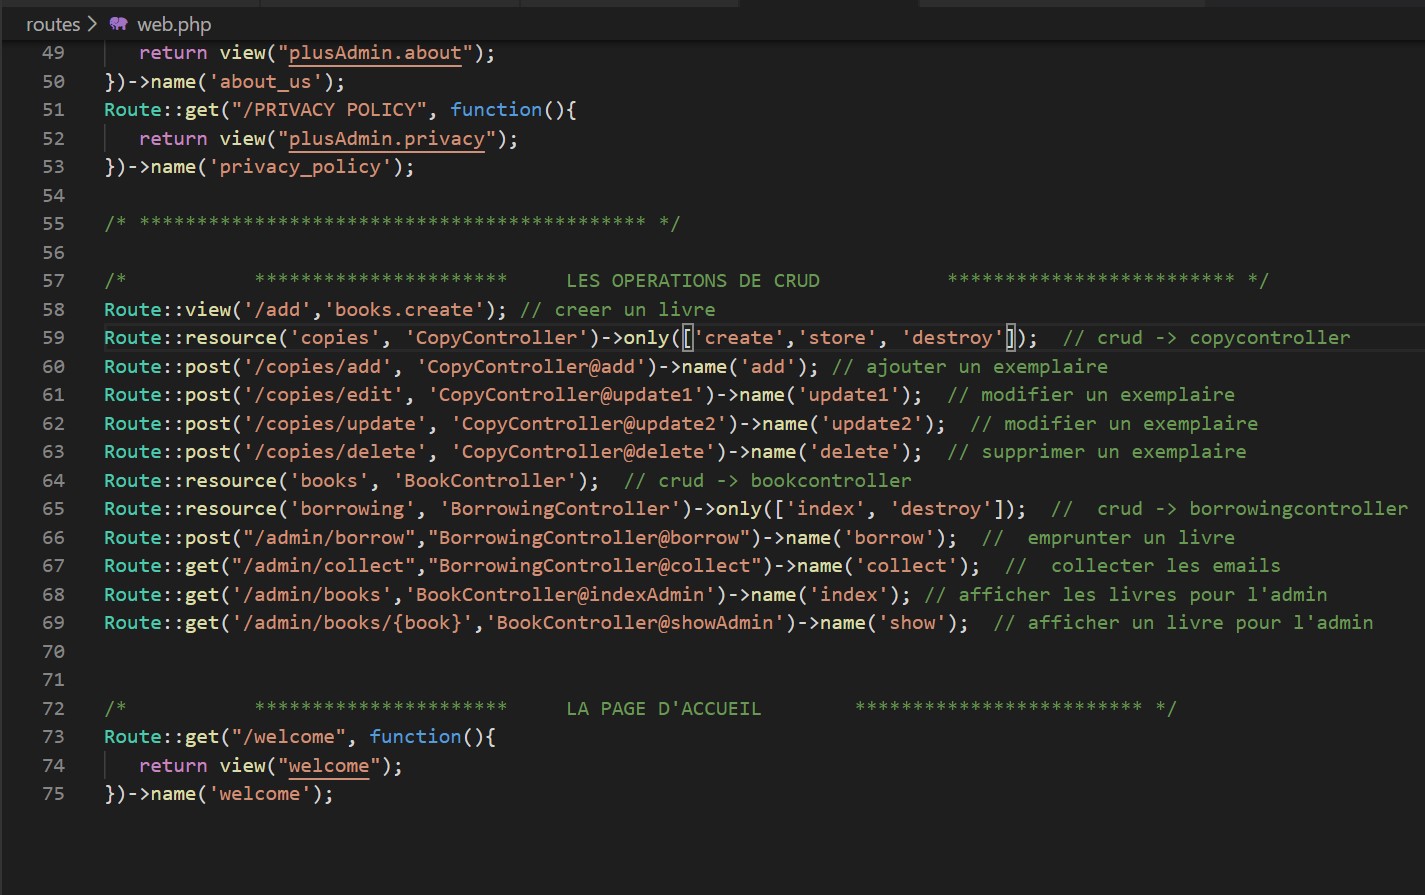 routes > web.php
49 return view("plusAdmin.about");
50 })->name('about_us');
51 Route::get("/PRIVACY POLICY", function(){
52 return view("plusAdmin.privacy");
53 })->name('privacy_policy');
54
55 /* ******************************************** */
56
57 /* ********************** LES OPERATIONS DE CRUD ************************* */
58 Route::view('/add','books.create'); // creer un livre
59 Route::resource('copies', 'CopyController')->only(['create','store', 'destroy']); // crud -> copycontroller
60 Route::post('/copies/add', 'CopyController@add')->name('add'); // ajouter un exemplaire
61 Route::post('/copies/edit', 'CopyController@update1')->name('update1'); // modifier un exemplaire
62 Route::post('/copies/update', 'CopyController@update2')->name('update2'); // modifier un exemplaire
63 Route::post('/copies/delete', 'CopyController@delete')->name('delete'); // supprimer un exemplaire
64 Route::resource('books', 'BookController'); // crud -> bookcontroller
65 Route::resource('borrowing', 'BorrowingController')->only(['index', 'destroy']); // crud -> borrowingcontroller
66 Route::post("/admin/borrow","BorrowingController@borrow")->name('borrow'); // emprunter un livre
67 Route::get("/admin/collect","BorrowingController@collect")->name('collect'); // collecter les emails
68 Route::get('/admin/books','BookController@indexAdmin')->name('index'); // afficher les livres pour l'admin
69 Route::get('/admin/books/{book}','BookController@showAdmin')->name('show'); // afficher un livre pour l'admin
70
71
72 /* ********************** LA PAGE D'ACCUEIL ************************* */
73 Route::get("/welcome", function(){
74 return view("welcome");
75 })->name('welcome');